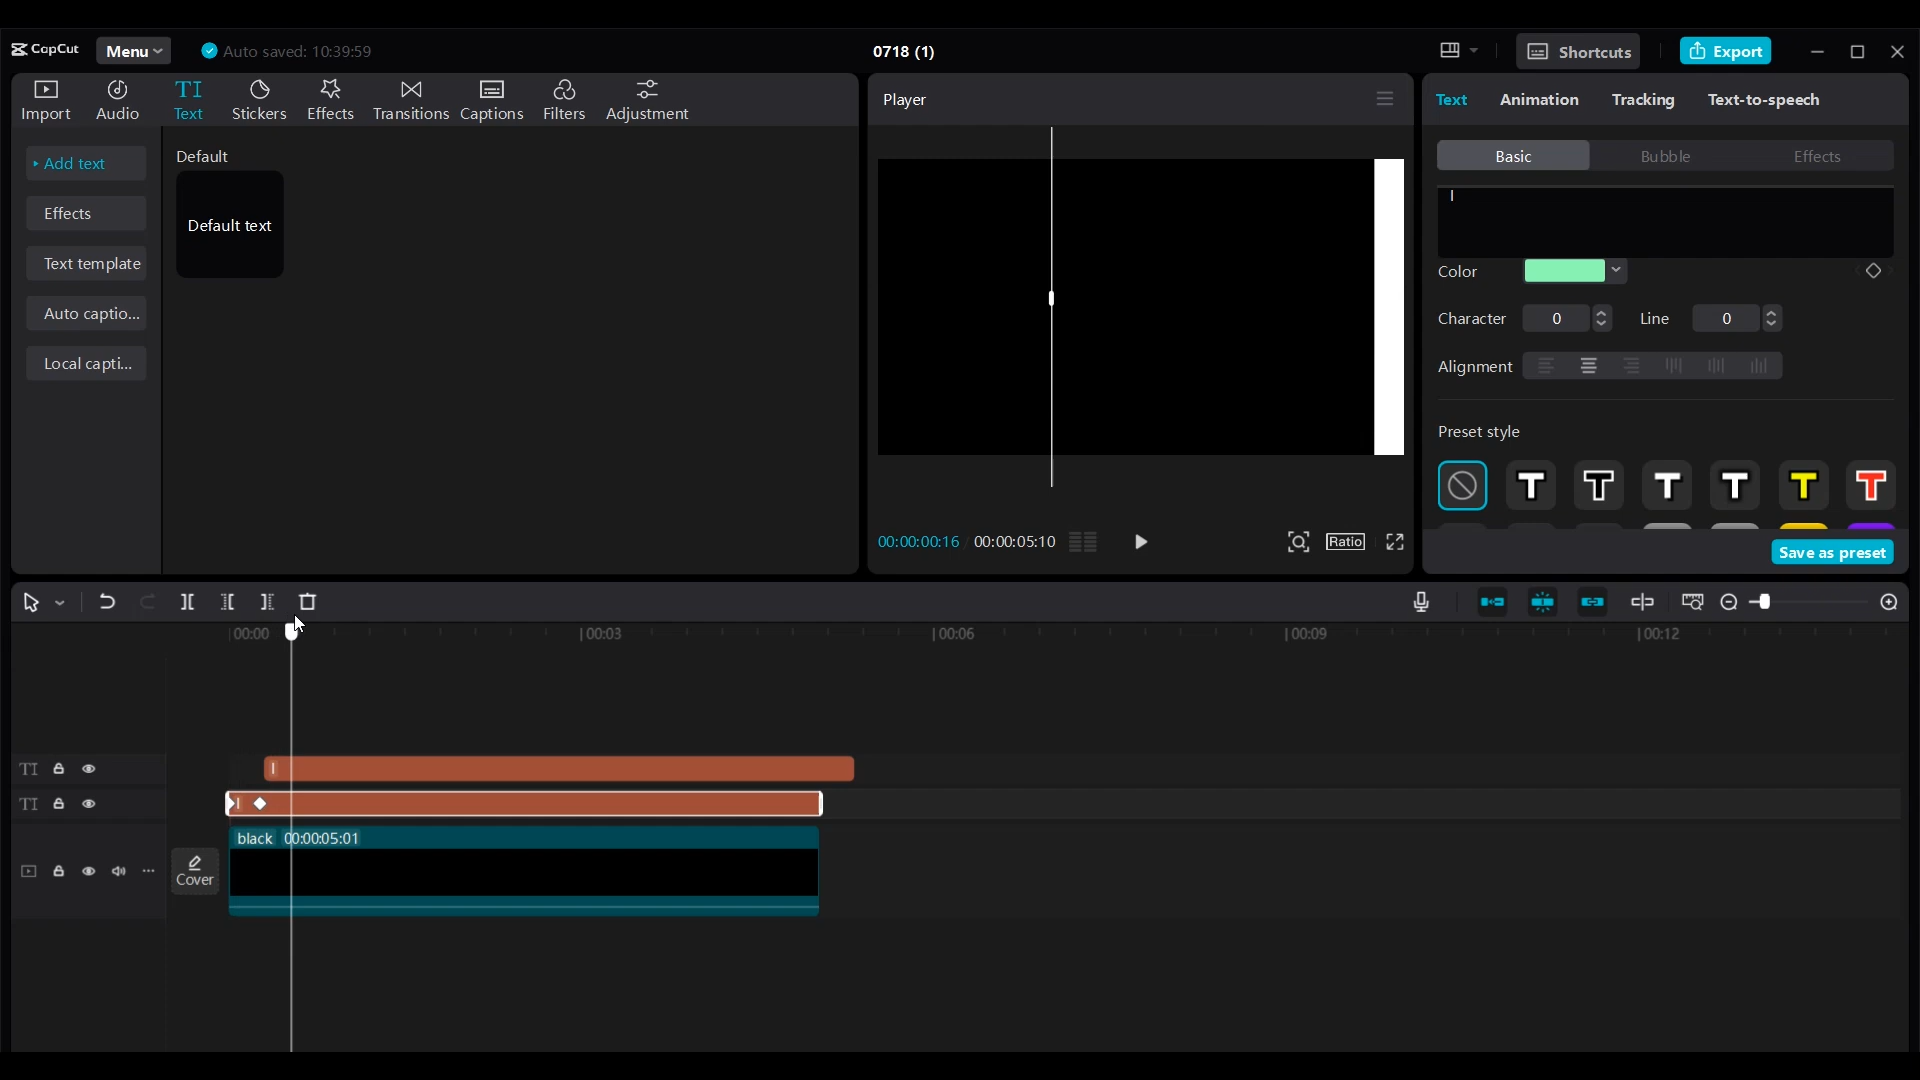 CapCut Menu Auto saved: 10:39:59 0718 (1) Shortcuts Export
Import Audio Text Stickers Effects Transitions Captions Filters Adjustment
Add text
Effects
Text template
Auto captio...
Local capti...
Default
Default text
Player
00:00:00:16 00:00:05:10 Ratio
Text Animation Tracking Text-to-speech
Basic Bubble Effects
Color
Character 0 Line 0
Alignment
Preset style
T T T T T T
Save as preset
00:00 00:03 00:06 00:09 00:12
TI
TI
black 00:00:05:01
Cover